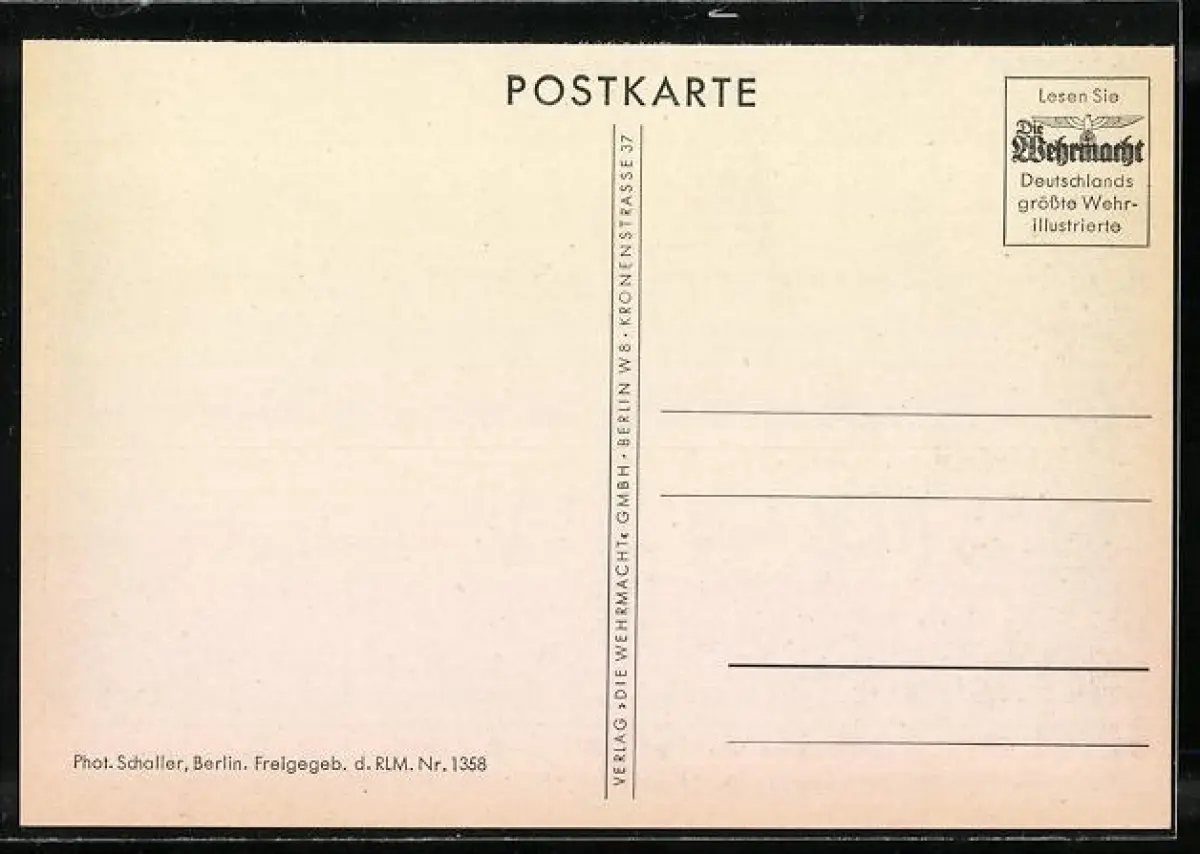 POSTKARTE
Lesen Sie
Die
Wehrmacht
Deutschlands
größte Wehr-
illustrierte
VERLAG »DIE WEHRMACHT« GMBH · BERLIN W 8 · KRONENSTRASSE 37
Phot. Schaller, Berlin. Freigegeb. d. RLM. Nr. 1358